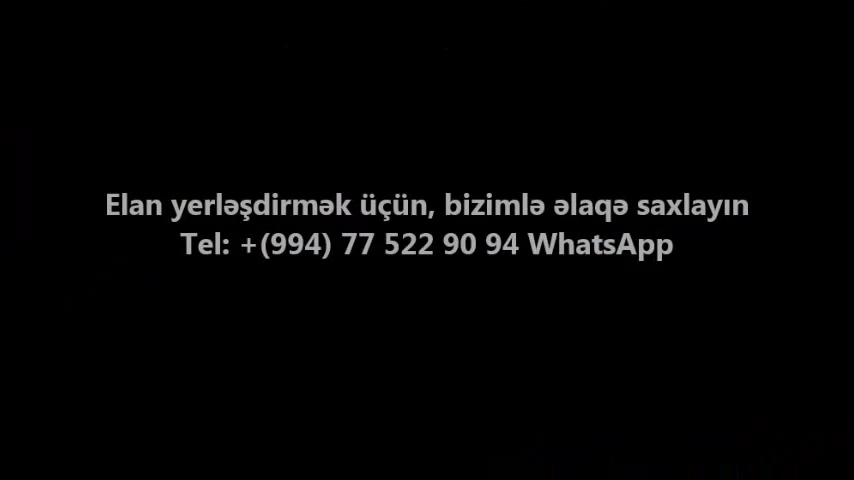 Elan yerləşdirmək üçün, bizimlə əlaqə saxlayın
Tel: +(994) 77 522 90 94 WhatsApp